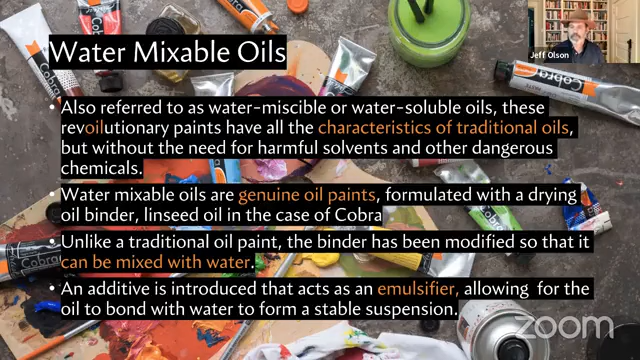 Water Mixable Oils
Jeff Olson
• Also referred to as water-miscible or water-soluble oils, these
revoilutionary paints have all the characteristics of traditional oils,
but without the need for harmful solvents and other dangerous
chemicals.
• Water mixable oils are genuine oil paints, formulated with a drying
oil binder, linseed oil in the case of Cobra
• Unlike a traditional oil paint, the binder has been modified so that it
can be mixed with water.
• An additive is introduced that acts as an emulsifier, allowing for the
oil to bond with water to form a stable suspension.
Cobra
Cobra
Cobra
Cobra
zoom